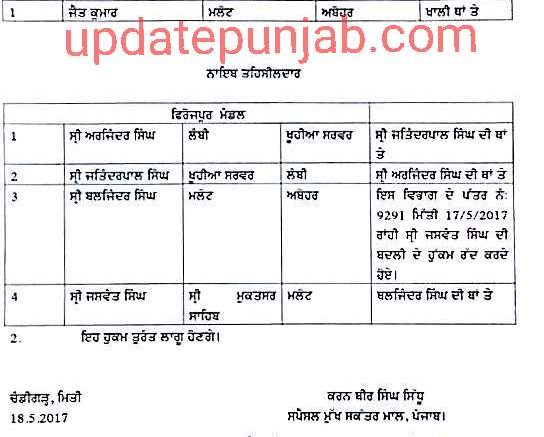 1 ਜੈਤ ਕੁਮਾਰ ਮਲੋਟ ਅਬੋਹਰ ਖਾਲੀ ਥਾਂ ਤੇ
updatepunjab.com
ਨਾਇਬ ਤਹਿਸੀਲਦਾਰ
ਫਿਰੋਜਪੁਰ ਮੰਡਲ
1 ਸ੍ਰੀ ਅਰਜਿੰਦਰ ਸਿੰਘ ਲੰਬੀ ਖੂਹੀਆ ਸਰਵਰ ਸ੍ਰੀ ਜਤਿੰਦਰਪਾਲ ਸਿੰਘ ਦੀ ਥਾਂ
ਤੇ
2 ਸ੍ਰੀ ਜਤਿੰਦਰਪਾਲ ਸਿੰਘ ਖੂਹੀਆ ਸਰਵਰ ਲੰਬੀ ਸ੍ਰੀ ਅਰਜਿੰਦਰ ਸਿੰਘ ਦੀ ਥਾਂ ਤੇ
3 ਸ੍ਰੀ ਬਲਜਿੰਦਰ ਸਿੰਘ ਮਲੋਟ ਅਬੋਹਰ ਇਸ ਵਿਭਾਗ ਦੇ ਪੱਤਰ ਨੰ:
9291 ਮਿੱਤੀ 17/5/2017
ਰਾਂਹੀ ਸ੍ਰੀ ਜਸਵੰਤ ਸਿੰਘ ਦੀ
ਬਦਲੀ ਦੇ ਹੁੱਕਮ ਰੱਦ ਕਰਦੇ
ਹੋਏ।
4 ਸ੍ਰੀ ਜਸਵੰਤ ਸਿੰਘ ਸ੍ਰੀ ਮੁਕਤਸਰ ਮਲੋਟ ਬਲਜਿੰਦਰ ਸਿੰਘ ਦੀ ਥਾਂ ਤੇ
ਸਾਹਿਬ
2. ਇਹ ਹੁਕਮ ਤੁਰੰਤ ਲਾਗੂ ਹੋਣਗੇ।
ਚੰਡੀਗੜ੍ਹ, ਮਿਤੀ ਕਰਨ ਬੀਰ ਸਿੰਘ ਸਿੱਧੂ
18.5.2017 ਸਪੈਸਲ ਮੁੱਖ ਸਕੱਤਰ ਮਾਲ, ਪੰਜਾਬ।